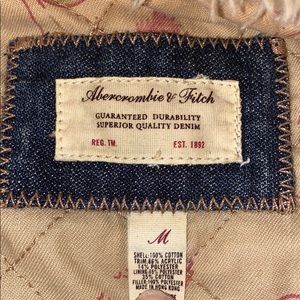 Abercrombie & Fitch
GUARANTEED DURABILITY
SUPERIOR QUALITY DENIM
REG. TM. EST. 1892
M
SHELL: 100% COTTON
TRIM: 86% ACRYLIC
14% POLYESTER
LINING: 65% POLYESTER
35% COTTON
FILLER: 100% POLYESTER
MADE IN HONG KONG